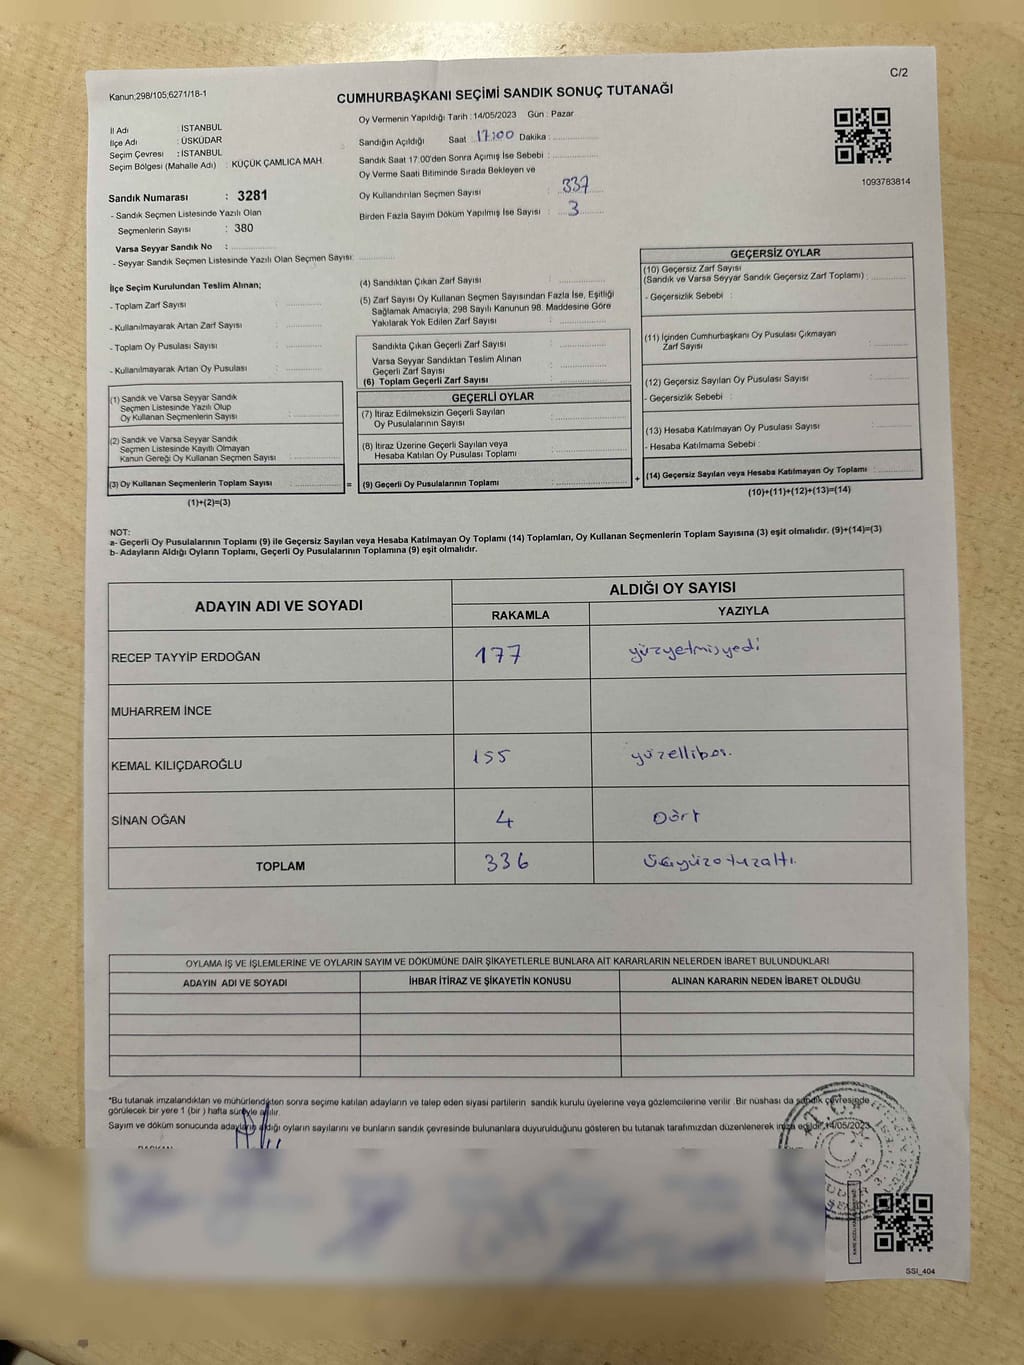 C/2
Kanun,298/105,6271/18-1
CUMHURBAŞKANI SEÇİMİ SANDIK SONUÇ TUTANAĞI
Oy Vermenin Yapıldığı Tarih : 14/05/2023 Gün : Pazar
İl Adı : İSTANBUL
İlçe Adı : ÜSKÜDAR
Seçim Çevresi : İSTANBUL
Seçim Bölgesi (Mahalle Adı) : KÜÇÜK ÇAMLICA MAH.
Sandığın Açıldığı Saat : 17:00 Dakika :
Sandık Saat 17:00'den Sonra Açımış İse Sebebi :
Oy Verme Saati Bitiminde Sırada Bekleyen ve
Oy Kullandırılan Seçmen Sayısı : 337
Birden Fazla Sayım Döküm Yapılmış İse Sayısı : 3
1093783814
Sandık Numarası : 3281
- Sandık Seçmen Listesinde Yazılı Olan
Seçmenlerin Sayısı : 380
Varsa Seyyar Sandık No :
- Seyyar Sandık Seçmen Listesinde Yazılı Olan Seçmen Sayısı:
İlçe Seçim Kurulundan Teslim Alınan;
- Toplam Zarf Sayısı :
- Kullanılmayarak Artan Zarf Sayısı :
- Toplam Oy Pusulası Sayısı :
- Kullanılmayarak Artan Oy Pusulası :
(1) Sandık ve Varsa Seyyar Sandık
Seçmen Listesinde Yazılı Olup
Oy Kullanan Seçmenlerin Sayısı :
(2) Sandık ve Varsa Seyyar Sandık
Seçmen Listesinde Kayıtlı Olmayan
Kanun Gereği Oy Kullanan Seçmen Sayısı :
(3) Oy Kullanan Seçmenlerin Toplam Sayısı :
(1)+(2)=(3)
(4) Sandıktan Çıkan Zarf Sayısı :
(5) Zarf Sayısı Oy Kullanan Seçmen Sayısından Fazla İse, Eşitliği
Sağlamak Amacıyla; 298 Sayılı Kanunun 98. Maddesine Göre
Yakılarak Yok Edilen Zarf Sayısı :
Sandıkta Çıkan Geçerli Zarf Sayısı :
Varsa Seyyar Sandıktan Teslim Alınan
Geçerli Zarf Sayısı :
(6) Toplam Geçerli Zarf Sayısı :
GEÇERLİ OYLAR
(7) İtiraz Edilmeksizin Geçerli Sayılan
Oy Pusulalarının Sayısı :
(8) İtiraz Üzerine Geçerli Sayılan veya
Hesaba Katılan Oy Pusulası Toplamı :
= (9) Geçerli Oy Pusulalarının Toplamı : +
GEÇERSİZ OYLAR
(10) Geçersiz Zarf Sayısı
(Sandık ve Varsa Seyyar Sandık Geçersiz Zarf Toplamı) :
- Geçersizlik Sebebi :
(11) İçinden Cumhurbaşkanı Oy Pusulası Çıkmayan
Zarf Sayısı :
(12) Geçersiz Sayılan Oy Pusulası Sayısı :
- Geçersizlik Sebebi :
(13) Hesaba Katılmayan Oy Pusulası Sayısı :
- Hesaba Katılmama Sebebi :
(14) Geçersiz Sayılan veya Hesaba Katılmayan Oy Toplamı :
(10)+(11)+(12)+(13)=(14)
NOT:
a- Geçerli Oy Pusulalarının Toplamı (9) ile Geçersiz Sayılan veya Hesaba Katılmayan Oy Toplamı (14) Toplamları, Oy Kullanan Seçmenlerin Toplam Sayısına (3) eşit olmalıdır. (9)+(14)=(3)
b- Adayların Aldığı Oyların Toplamı, Geçerli Oy Pusulalarının Toplamına (9) eşit olmalıdır.
ADAYIN ADI VE SOYADI ALDIĞI OY SAYISI
RAKAMLA YAZIYLA
RECEP TAYYİP ERDOĞAN 177 yüzyetmişyedi
MUHARREM İNCE
KEMAL KILIÇDAROĞLU 155 yüzellibeş.
SİNAN OĞAN 4 Dört
TOPLAM 336 üçyüzotuzaltı.
OYLAMA İŞ VE İŞLEMLERİNE VE OYLARIN SAYIM VE DÖKÜMÜNE DAİR ŞİKAYETLERLE BUNLARA AİT KARARLARIN NELERDEN İBARET BULUNDUKLARI
ADAYIN ADI VE SOYADI İHBAR İTİRAZ VE ŞİKAYETİN KONUSU ALINAN KARARIN NEDEN İBARET OLDUĞU
*Bu tutanak imzalandıktan ve mühürlendikten sonra seçime katılan adayların ve talep eden siyasi partilerin sandık kurulu üyelerine veya gözlemcilerine verilir .Bir nüshası da sandık çevresinde
görülecek bir yere 1 (bir ) hafta süreyle asılır.
Sayım ve döküm sonucunda adayların aldığı oyların sayılarını ve bunların sandık çevresinde bulunanlara duyurulduğunu gösteren bu tutanak tarafımızdan düzenlenerek imza edildi. 14/05/2023
T.C.
2023
SSI_404